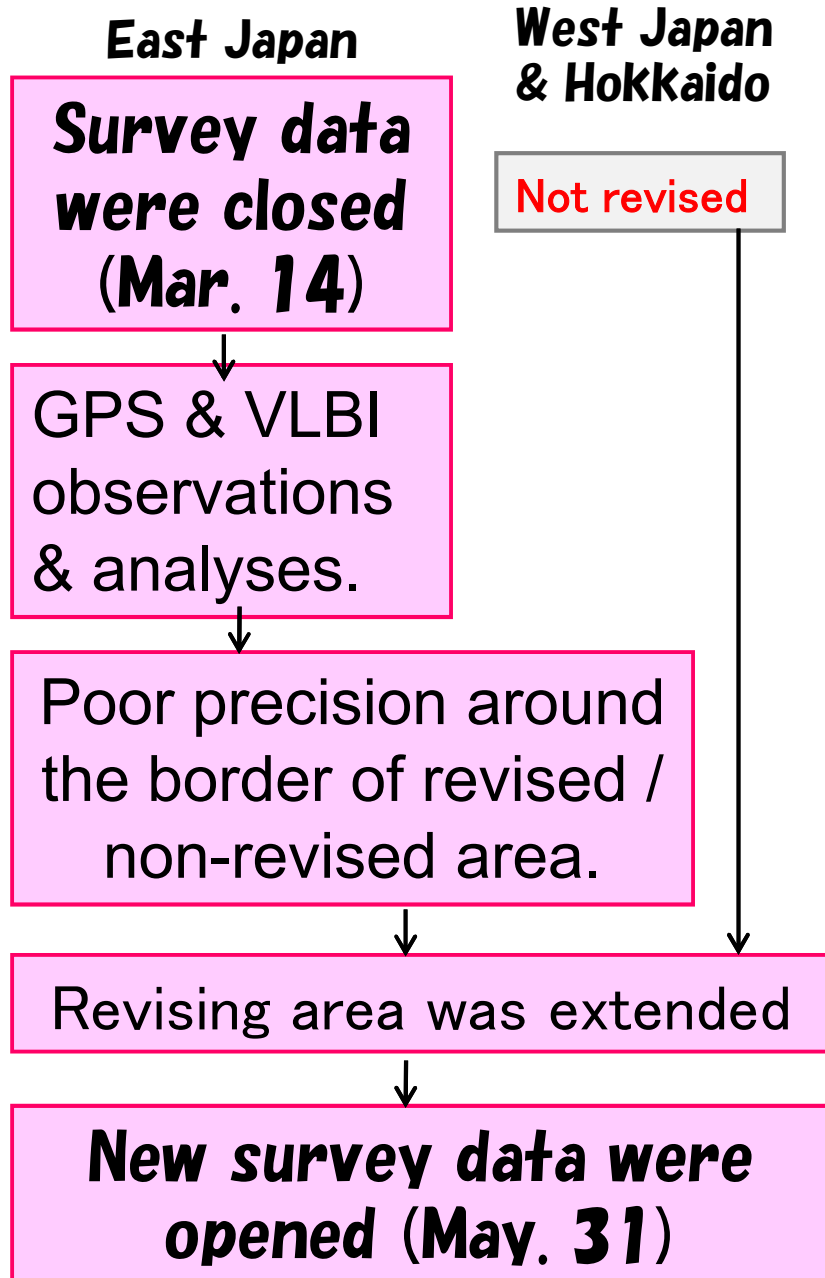 East Japan
West Japan
& Hokkaido
Survey data
were closed
(Mar. 14)
Not revised
GPS & VLBI
observations
& analyses.
Poor precision around
the border of revised /
non-revised area.
Revising area was extended
New survey data were
opened (May. 31)